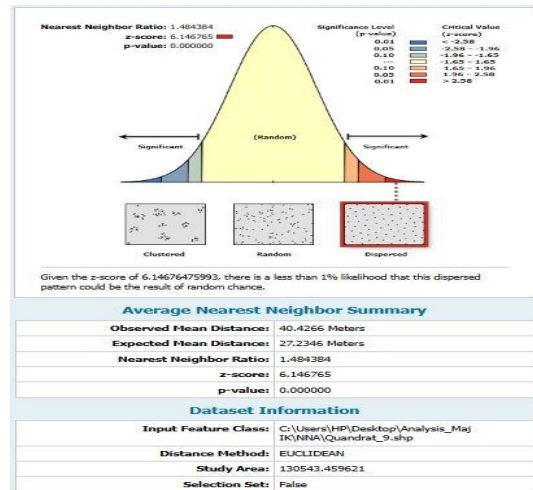 Nearest Neighbor Ratio: 1.484384
z-score: 6.146765
p-value: 0.000000
Significance Level (p-value)
Critical Value (z-score)
0.01 < -2.58
0.05 -2.58 - -1.96
0.10 -1.96 - -1.65
--- -1.65 - 1.65
0.10 1.65 - 1.96
0.05 1.96 - 2.58
0.01 > 2.58
Significant
(Random)
Significant
Clustered
Random
Dispersed
Given the z-score of 6.14676475993, there is a less than 1% likelihood that this dispersed
pattern could be the result of random chance.
Average Nearest Neighbor Summary
Observed Mean Distance: 40.4266 Meters
Expected Mean Distance: 27.2346 Meters
Nearest Neighbor Ratio: 1.484384
z-score: 6.146765
p-value: 0.000000
Dataset Information
Input Feature Class: C:\Users\HP\Desktop\Analysis_Maj
IK\NNA\Quandrat_9.shp
Distance Method: EUCLIDEAN
Study Area: 130543.459621
Selection Set: False